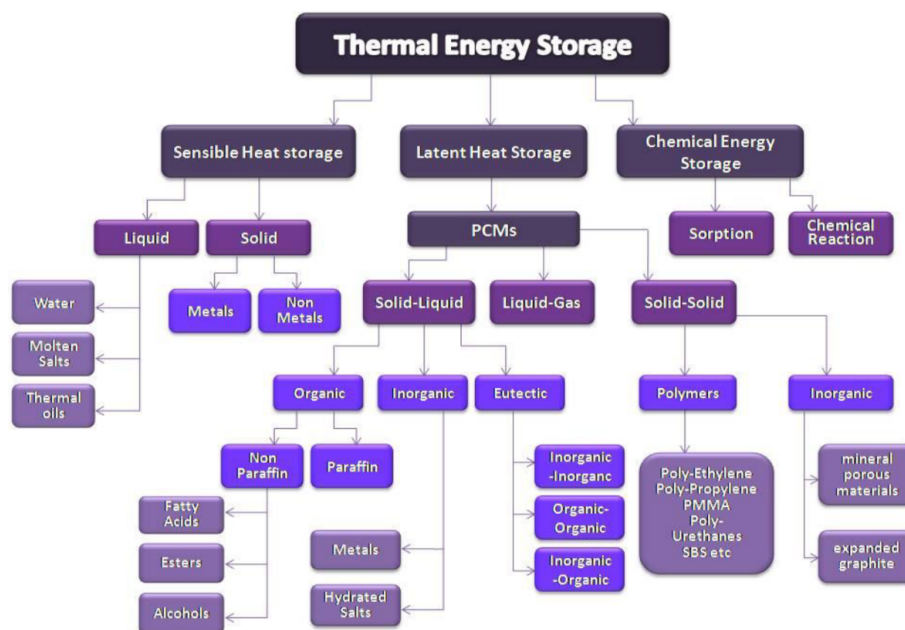 Thermal Energy Storage
Sensible Heat storage
Latent Heat Storage
Chemical Energy
Storage
Liquid
Solid
PCMs
Sorption
Chemical
Reaction
Water
Molten
Salts
Thermal
oils
Metals
Non
Metals
Solid-Liquid
Liquid-Gas
Solid-Solid
Organic
Inorganic
Eutectic
Polymers
Inorganic
Non
Paraffin
Paraffin
Fatty
Acids
Esters
Alcohols
Metals
Hydrated
Salts
Inorganic
-Inorganc
Organic-
Organic
Inorganic
-Organic
Poly-Ethylene
Poly-Propylene
PMMA
Poly-
Urethanes
SBS etc
mineral
porous
materials
expanded
graphite